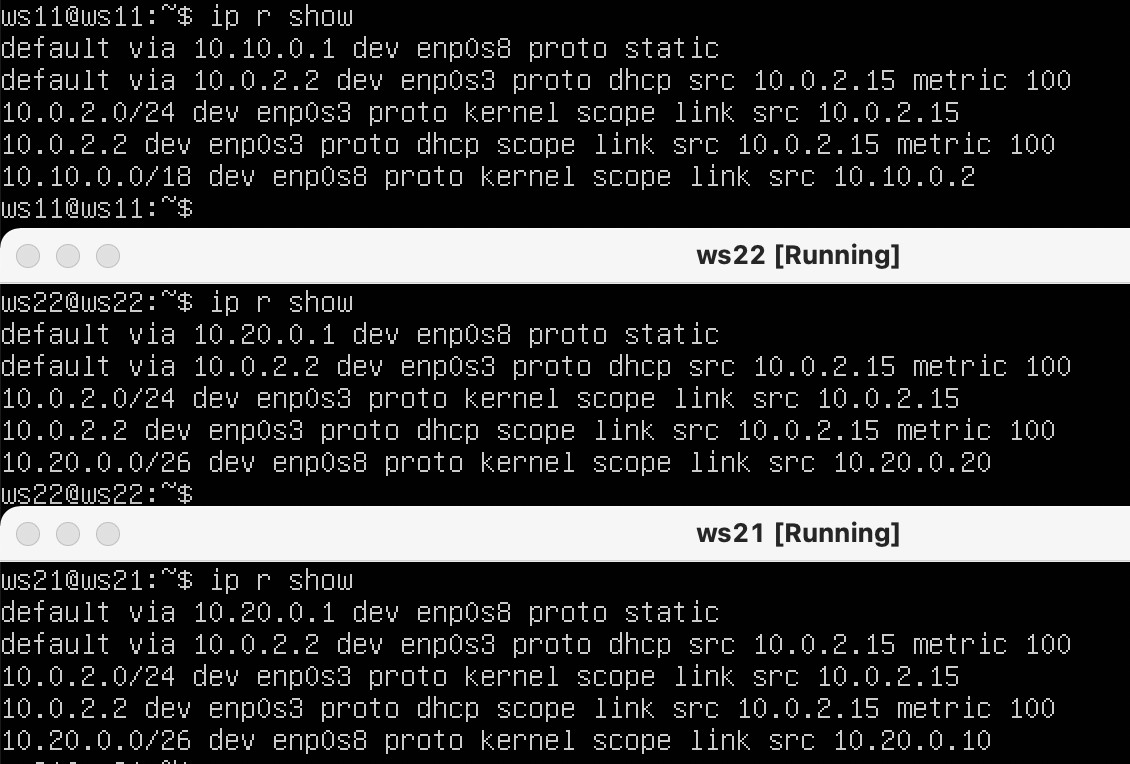 ws11@ws11:~$ ip r show
default via 10.10.0.1 dev enp0s8 proto static
default via 10.0.2.2 dev enp0s3 proto dhcp src 10.0.2.15 metric 100
10.0.2.0/24 dev enp0s3 proto kernel scope link src 10.0.2.15
10.0.2.2 dev enp0s3 proto dhcp scope link src 10.0.2.15 metric 100
10.10.0.0/18 dev enp0s8 proto kernel scope link src 10.10.0.2
ws11@ws11:~$
ws22 [Running]
ws22@ws22:~$ ip r show
default via 10.20.0.1 dev enp0s8 proto static
default via 10.0.2.2 dev enp0s3 proto dhcp src 10.0.2.15 metric 100
10.0.2.0/24 dev enp0s3 proto kernel scope link src 10.0.2.15
10.0.2.2 dev enp0s3 proto dhcp scope link src 10.0.2.15 metric 100
10.20.0.0/26 dev enp0s8 proto kernel scope link src 10.20.0.20
ws22@ws22:~$
ws21 [Running]
ws21@ws21:~$ ip r show
default via 10.20.0.1 dev enp0s8 proto static
default via 10.0.2.2 dev enp0s3 proto dhcp src 10.0.2.15 metric 100
10.0.2.0/24 dev enp0s3 proto kernel scope link src 10.0.2.15
10.0.2.2 dev enp0s3 proto dhcp scope link src 10.0.2.15 metric 100
10.20.0.0/26 dev enp0s8 proto kernel scope link src 10.20.0.10